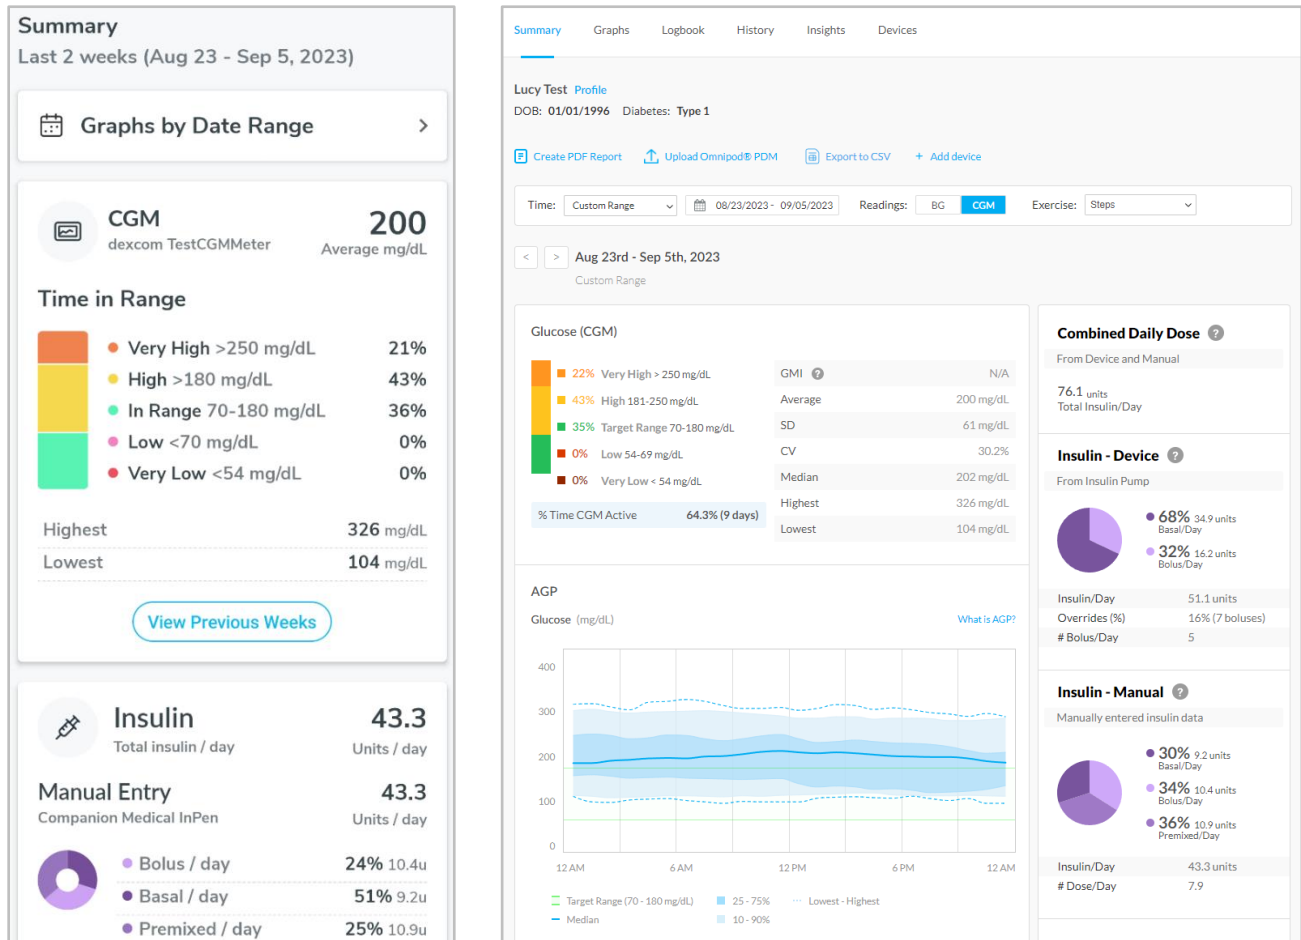 Summary
Last 2 weeks (Aug 23 - Sep 5, 2023)
Graphs by Date Range
CGM
dexcom TestCGMMeter
200
Average mg/dL
Time in Range
Very High >250 mg/dL 21%
High >180 mg/dL 43%
In Range 70-180 mg/dL 36%
Low <70 mg/dL 0%
Very Low <54 mg/dL 0%
Highest 326 mg/dL
Lowest 104 mg/dL
View Previous Weeks
Insulin 43.3
Total insulin / day Units / day
Manual Entry 43.3
Companion Medical InPen Units / day
Bolus / day 24% 10.4u
Basal / day 51% 9.2u
Premixed / day 25% 10.9u
Summary Graphs Logbook History Insights Devices
Lucy Test Profile
DOB: 01/01/1996 Diabetes: Type 1
Create PDF Report Upload Omnipod® PDM Export to CSV + Add device
Time: Custom Range 08/23/2023 - 09/05/2023 Readings: BG CGM Exercise: Steps
< > Aug 23rd - Sep 5th, 2023
Custom Range
Glucose (CGM)
22% Very High > 250 mg/dL
43% High 181-250 mg/dL
35% Target Range 70-180 mg/dL
0% Low 54-69 mg/dL
0% Very Low < 54 mg/dL
% Time CGM Active 64.3% (9 days)
GMI ? N/A
Average 200 mg/dL
SD 61 mg/dL
CV 30.2%
Median 202 mg/dL
Highest 326 mg/dL
Lowest 104 mg/dL
AGP
Glucose (mg/dL) What is AGP?
400
300
200
100
0
12 AM 6 AM 12 PM 6 PM 12 AM
Target Range (70 - 180 mg/dL) 25 - 75% Lowest - Highest
Median 10 - 90%
Combined Daily Dose ?
From Device and Manual
76.1 units
Total Insulin/Day
Insulin - Device ?
From Insulin Pump
68% 34.9 units
Basal/Day
32% 16.2 units
Bolus/Day
Insulin/Day 51.1 units
Overrides (%) 16% (7 boluses)
# Bolus/Day 5
Insulin - Manual ?
Manually entered insulin data
30% 9.2 units
Basal/Day
34% 10.4 units
Bolus/Day
36% 10.9 units
Premixed/Day
Insulin/Day 43.3 units
# Dose/Day 7.9